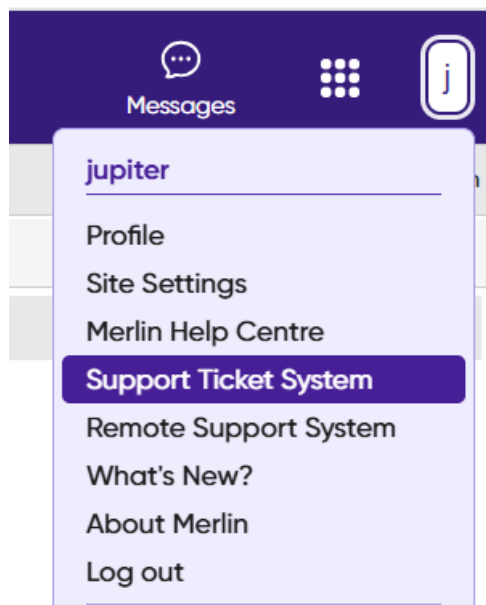 Messages
j
jupiter
Profile
Site Settings
Merlin Help Centre
Support Ticket System
Remote Support System
What's New?
About Merlin
Log out